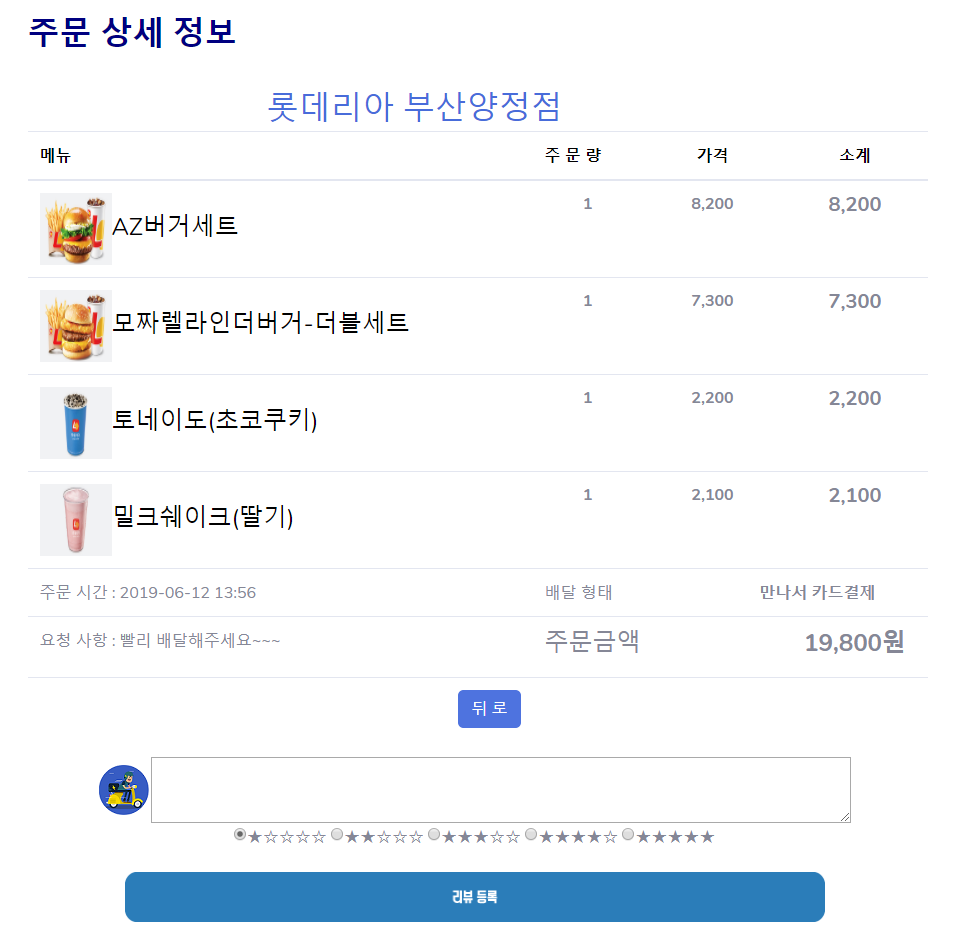 주문 상세 정보
롯데리아 부산양정점
메뉴 주 문 량 가격 소계
AZ버거세트 1 8,200 8,200
모짜렐라인더버거-더블세트 1 7,300 7,300
토네이도(초코쿠키) 1 2,200 2,200
밀크쉐이크(딸기) 1 2,100 2,100
주문 시간 : 2019-06-12 13:56 배달 형태 만나서 카드결제
요청 사항 : 빨리 배달해주세요~~~ 주문금액 19,800원
뒤 로
★☆☆☆☆ ★★☆☆☆ ★★★☆☆ ★★★★☆ ★★★★★
리뷰 등록